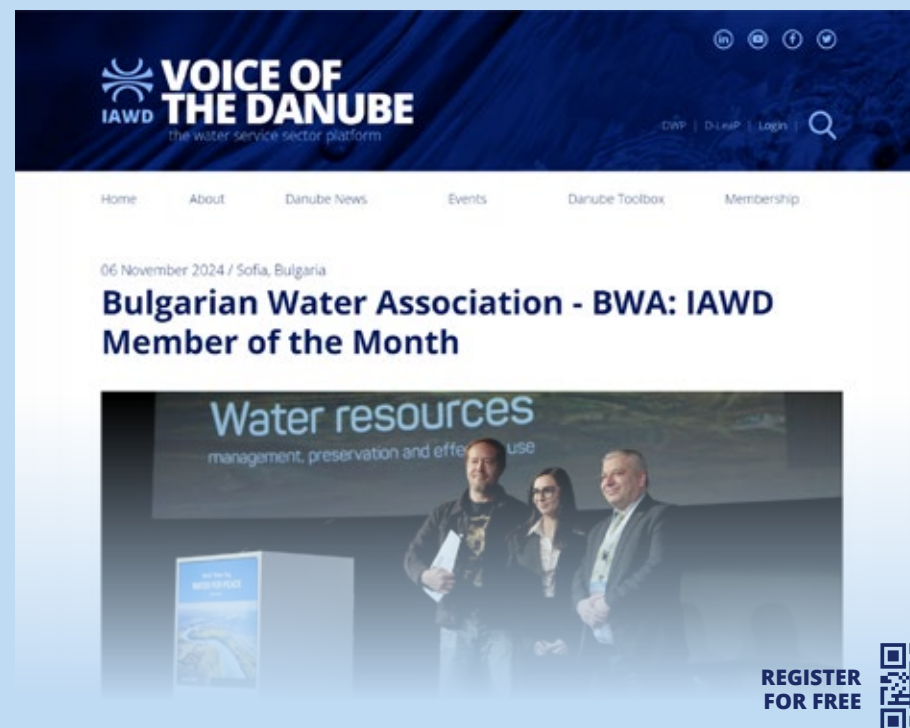 VOICE OF
THE DANUBE
IAWD
the water service sector platform
DWP | D-LeaP | Login |
Home About Danube News Events Danube Toolbox Membership
06 November 2024 / Sofia, Bulgaria
Bulgarian Water Association - BWA: IAWD
Member of the Month
Water resources
management, preservation and effe use
WATER FOR PEACE
REGISTER
FOR FREE